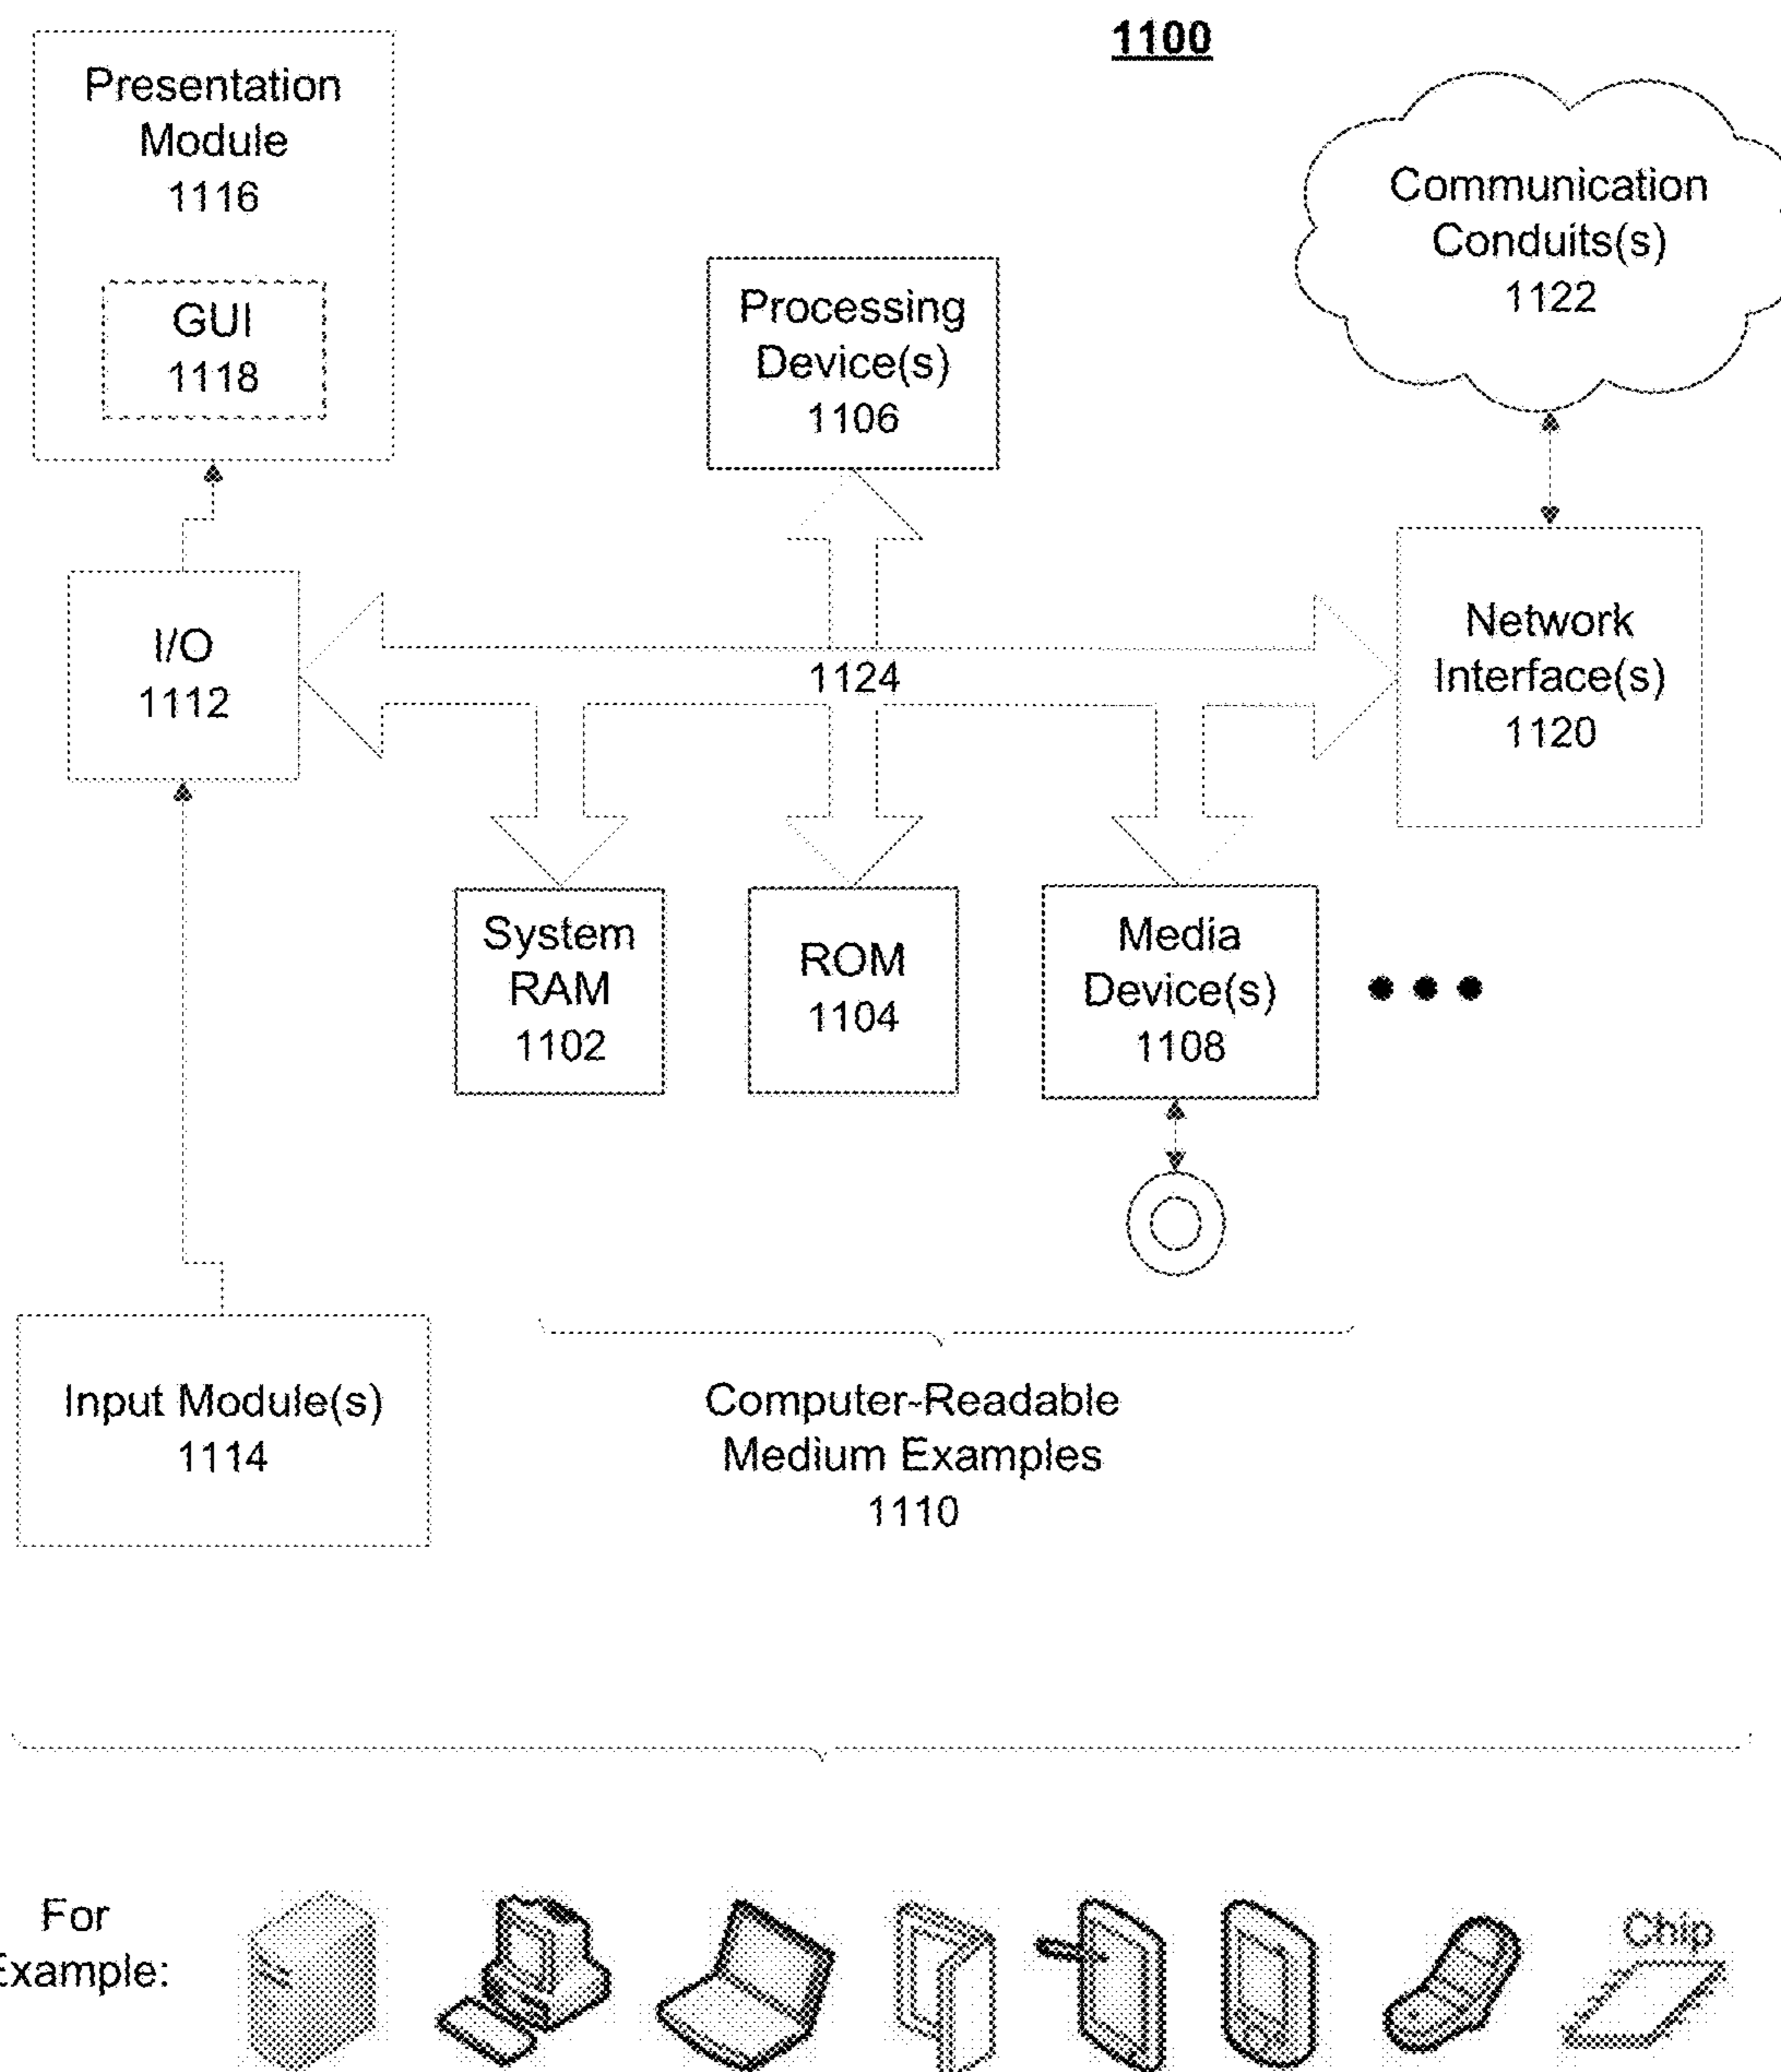 1100
Presentation
Module
1116
GUI
1118
Communication
Conduits(s)
1122
Processing
Device(s)
1106
I/O
1112
1124
Network
Interface(s)
1120
System
RAM
1102
ROM
1104
Media
Device(s)
1108
Input Module(s)
1114
Computer-Readable
Medium Examples
1110
For
Example:
Chip